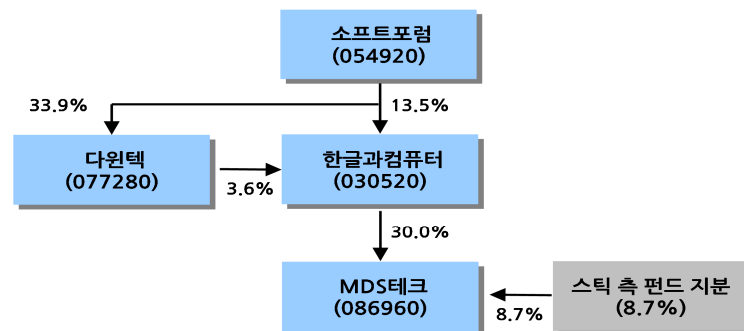 소프트포럼
(054920)
33.9%
13.5%
다윈텍
(077280)
3.6%
한글과컴퓨터
(030520)
30.0%
MDS테크
(086960)
8.7%
스틱 측 펀드 지분
(8.7%)